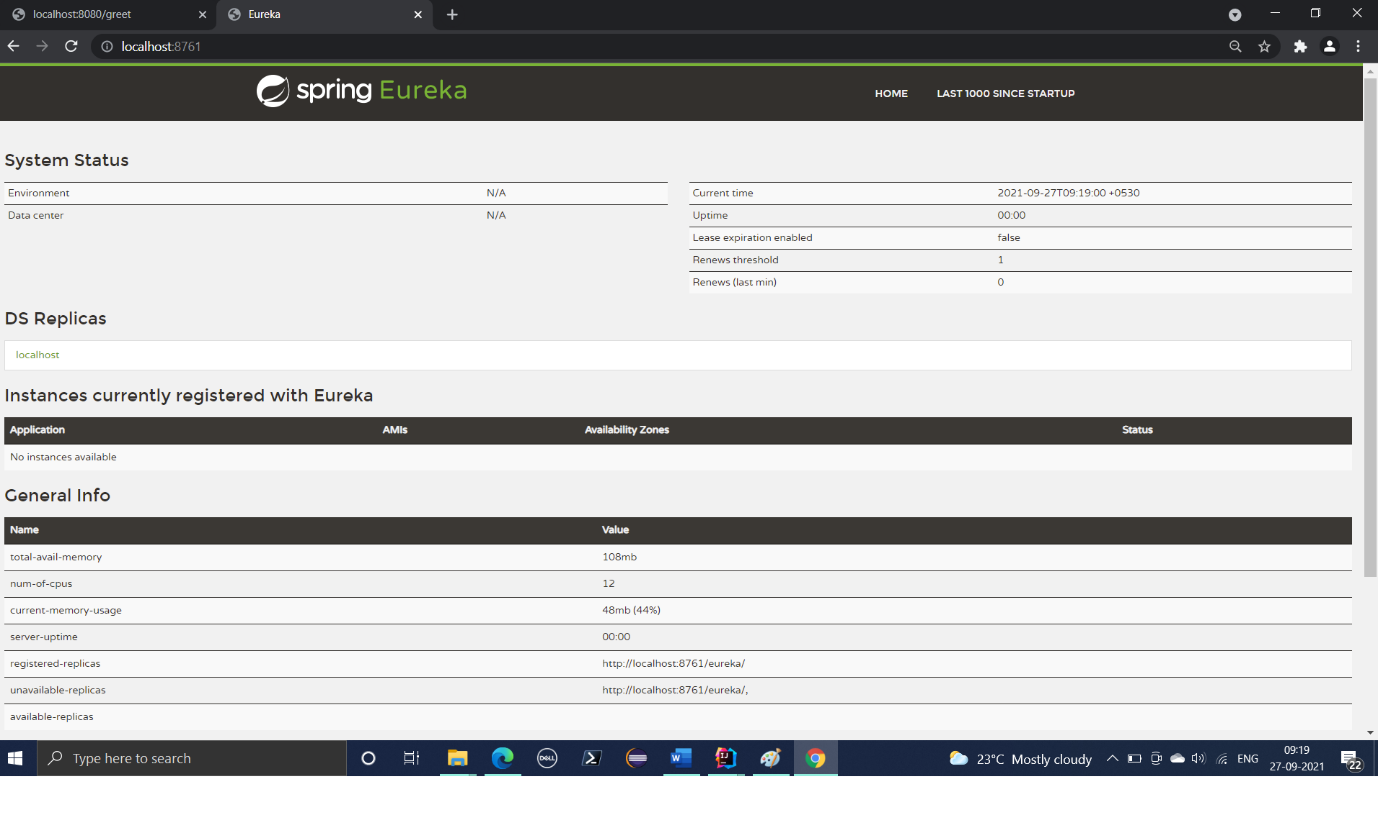 localhost:8080/greet
Eureka
localhost:8761
spring Eureka
HOME LAST 1000 SINCE STARTUP
System Status
Environment N/A
Data center N/A
Current time 2021-09-27T09:19:00 +0530
Uptime 00:00
Lease expiration enabled false
Renews threshold 1
Renews (last min) 0
DS Replicas
localhost
Instances currently registered with Eureka
Application AMIs Availability Zones Status
No instances available
General Info
Name Value
total-avail-memory 108mb
num-of-cpus 12
current-memory-usage 48mb (44%)
server-uptime 00:00
registered-replicas http://localhost:8761/eureka/
unavailable-replicas http://localhost:8761/eureka/,
available-replicas
Type here to search
DELL
W
23°C Mostly cloudy
ENG
09:19
27-09-2021
22